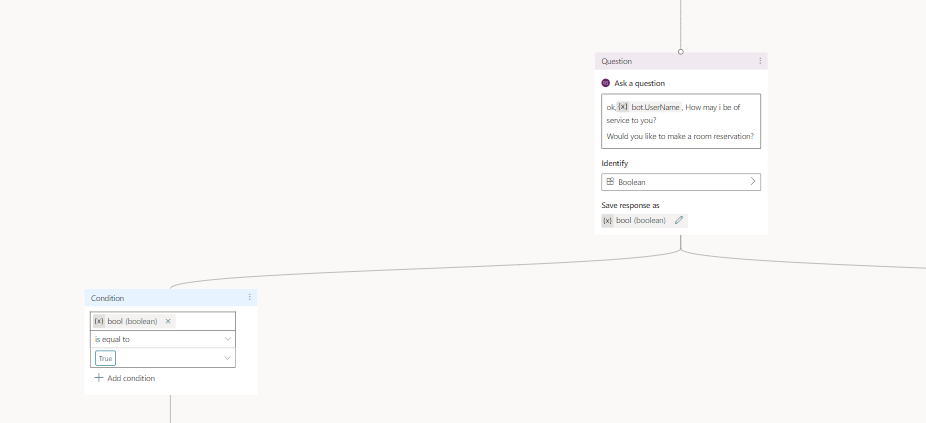 Question
Ask a question
ok, {x} bot.UserName , How may i be of
service to you?
Would you like to make a room reservation?
Identify
Boolean
Save response as
{x} bool (boolean)
Condition
{x} bool (boolean) ×
is equal to
True
+ Add condition